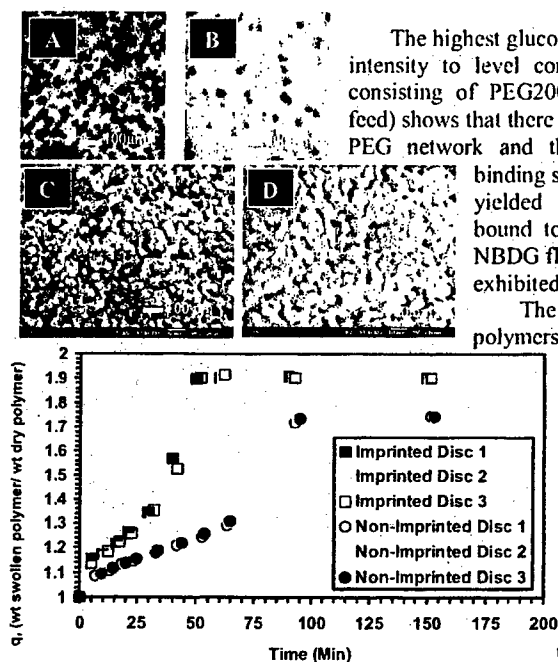 A
B
C
D
100μm
The highest gluco
intensity to level con
consisting of PEG200
feed) shows that there
PEG network and th
binding s
yielded
bound to
NBDG fl
exhibited
The
polymers
q, (wt swollen polymer/ wt dry polymer)
2
1.9
1.8
1.7
1.6
1.5
1.4
1.3
1.2
1.1
1
0
25
50
75
100
125
150
175
200
Time (Min)
Imprinted Disc 1
Imprinted Disc 2
Imprinted Disc 3
Non-Imprinted Disc 1
Non-Imprinted Disc 2
Non-Imprinted Disc 3